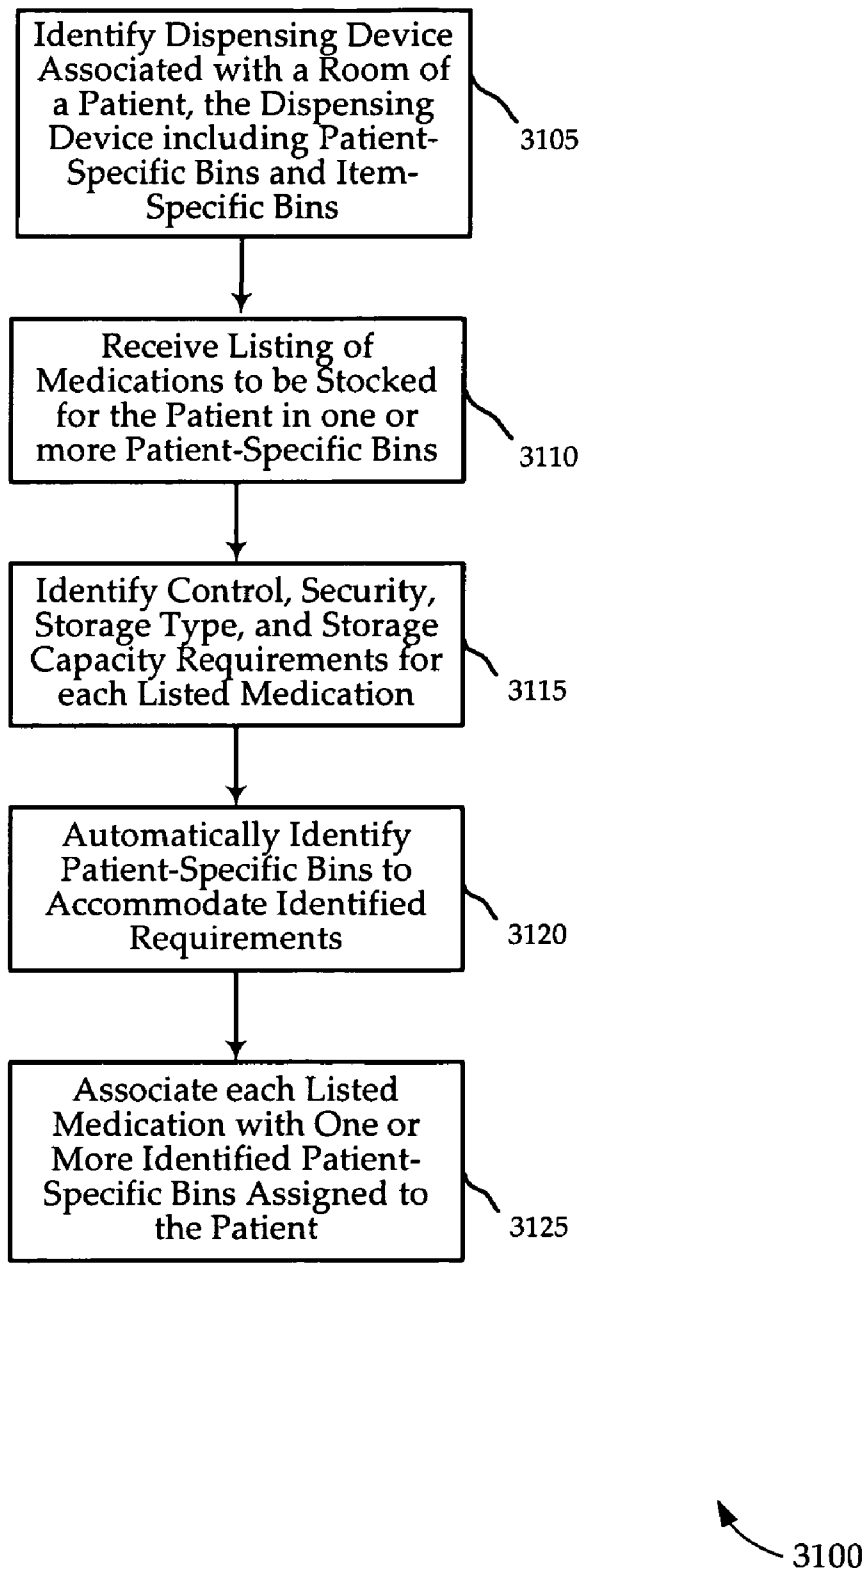 Identify Dispensing Device
Associated with a Room of
a Patient, the Dispensing
Device including Patient-
Specific Bins and Item-
Specific Bins
3105
Receive Listing of
Medications to be Stocked
for the Patient in one or
more Patient-Specific Bins
3110
Identify Control, Security,
Storage Type, and Storage
Capacity Requirements for
each Listed Medication
3115
Automatically Identify
Patient-Specific Bins to
Accommodate Identified
Requirements
3120
Associate each Listed
Medication with One or
More Identified Patient-
Specific Bins Assigned to
the Patient
3125
3100